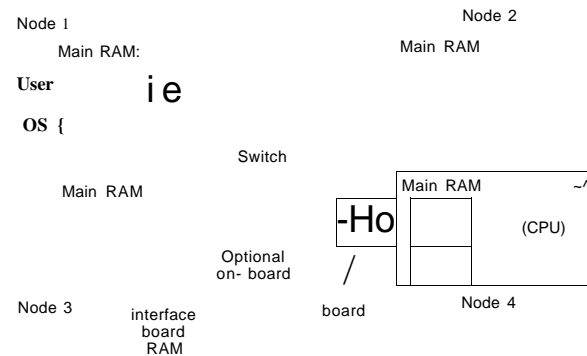 Node 1
Node 2
Main RAM:
Main RAM
User
ie
OS {
Switch
Main RAM
Main RAM
-Ho
(CPU)
Optional
on- board
board
Node 3
Node 4
interface
board
RAM